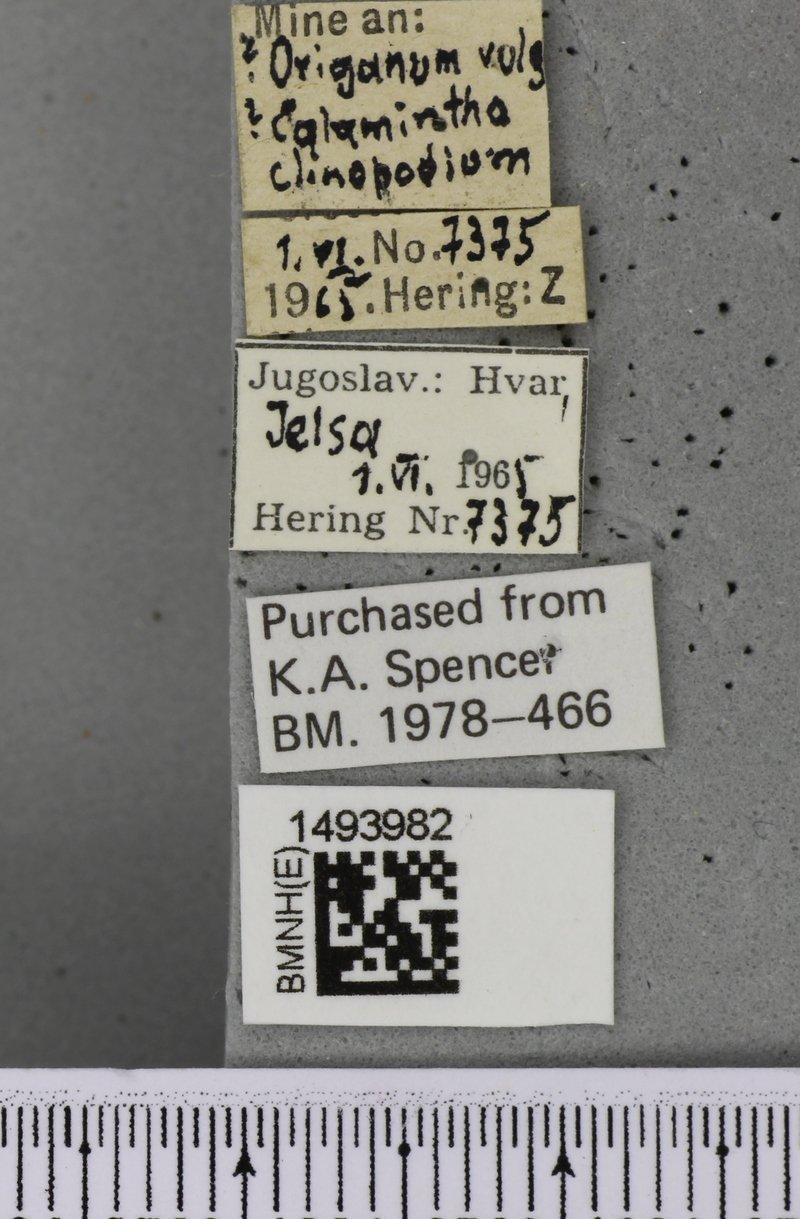 Mine an:
? Origanum vulg
? Calamintha
clinopodium
1. VI. No. 7375
1965. Hering: Z
Jugoslav.: Hvar,
Jelsa
1. VI. 1965
Hering Nr. 7375
Purchased from
K.A. Spencer
BM. 1978–466
1493982
BMNH(E)